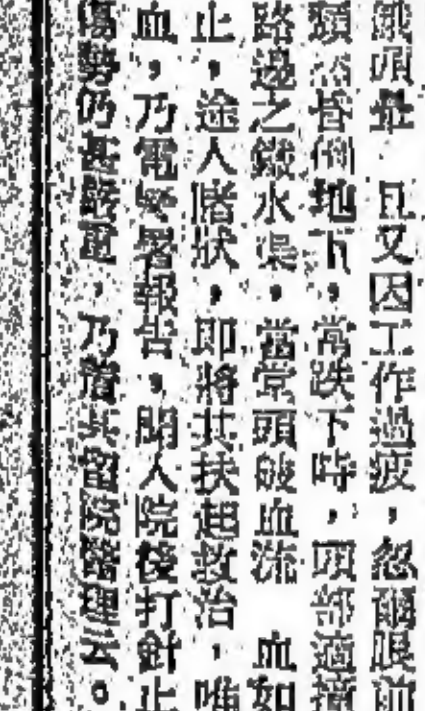 餓頭暈 且又因工作過疲，忽爾眼前
頹然昏倒地下，當跌下時，頭部適撞
路邊之鐵水渠，當堂頭破血流 血如
止，途人睹狀，即將其扶起救治，唯
血，乃電 署報告，聞入院後打針止
傷勢仍甚嚴重，乃着其留院醫理云。